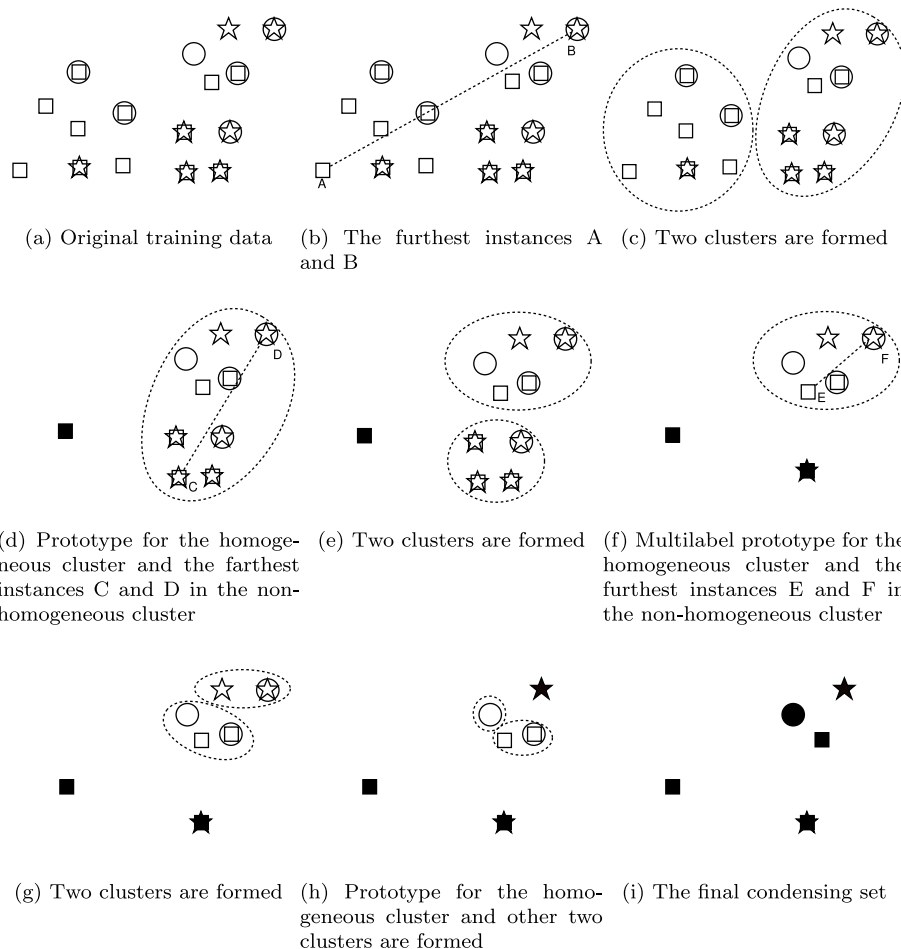 B
A
(a) Original training data
(b) The furthest instances A
and B
(c) Two clusters are formed
D
C
E
F
(d) Prototype for the homoge-
neous cluster and the farthest
instances C and D in the non-
homogeneous cluster
(e) Two clusters are formed
(f) Multilabel prototype for the
homogeneous cluster and the
furthest instances E and F in
the non-homogeneous cluster
(g) Two clusters are formed
(h) Prototype for the homo-
geneous cluster and other two
clusters are formed
(i) The final condensing set